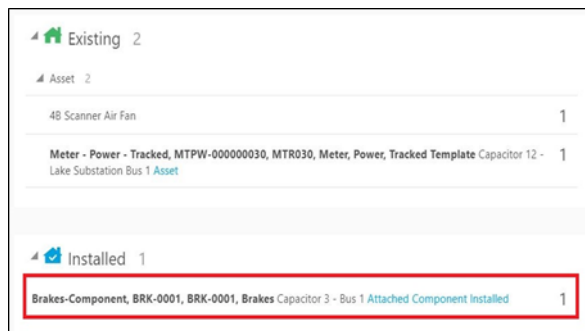 Existing 2
Asset 2
4B Scanner Air Fan 1
Meter - Power - Tracked, MTPW-000000030, MTR030, Meter, Power, Tracked Template Capacitor 12 - 1
Lake Substation Bus 1 Asset
Installed 1
Brakes-Component, BRK-0001, BRK-0001, Brakes Capacitor 3 - Bus 1 Attached Component Installed 1